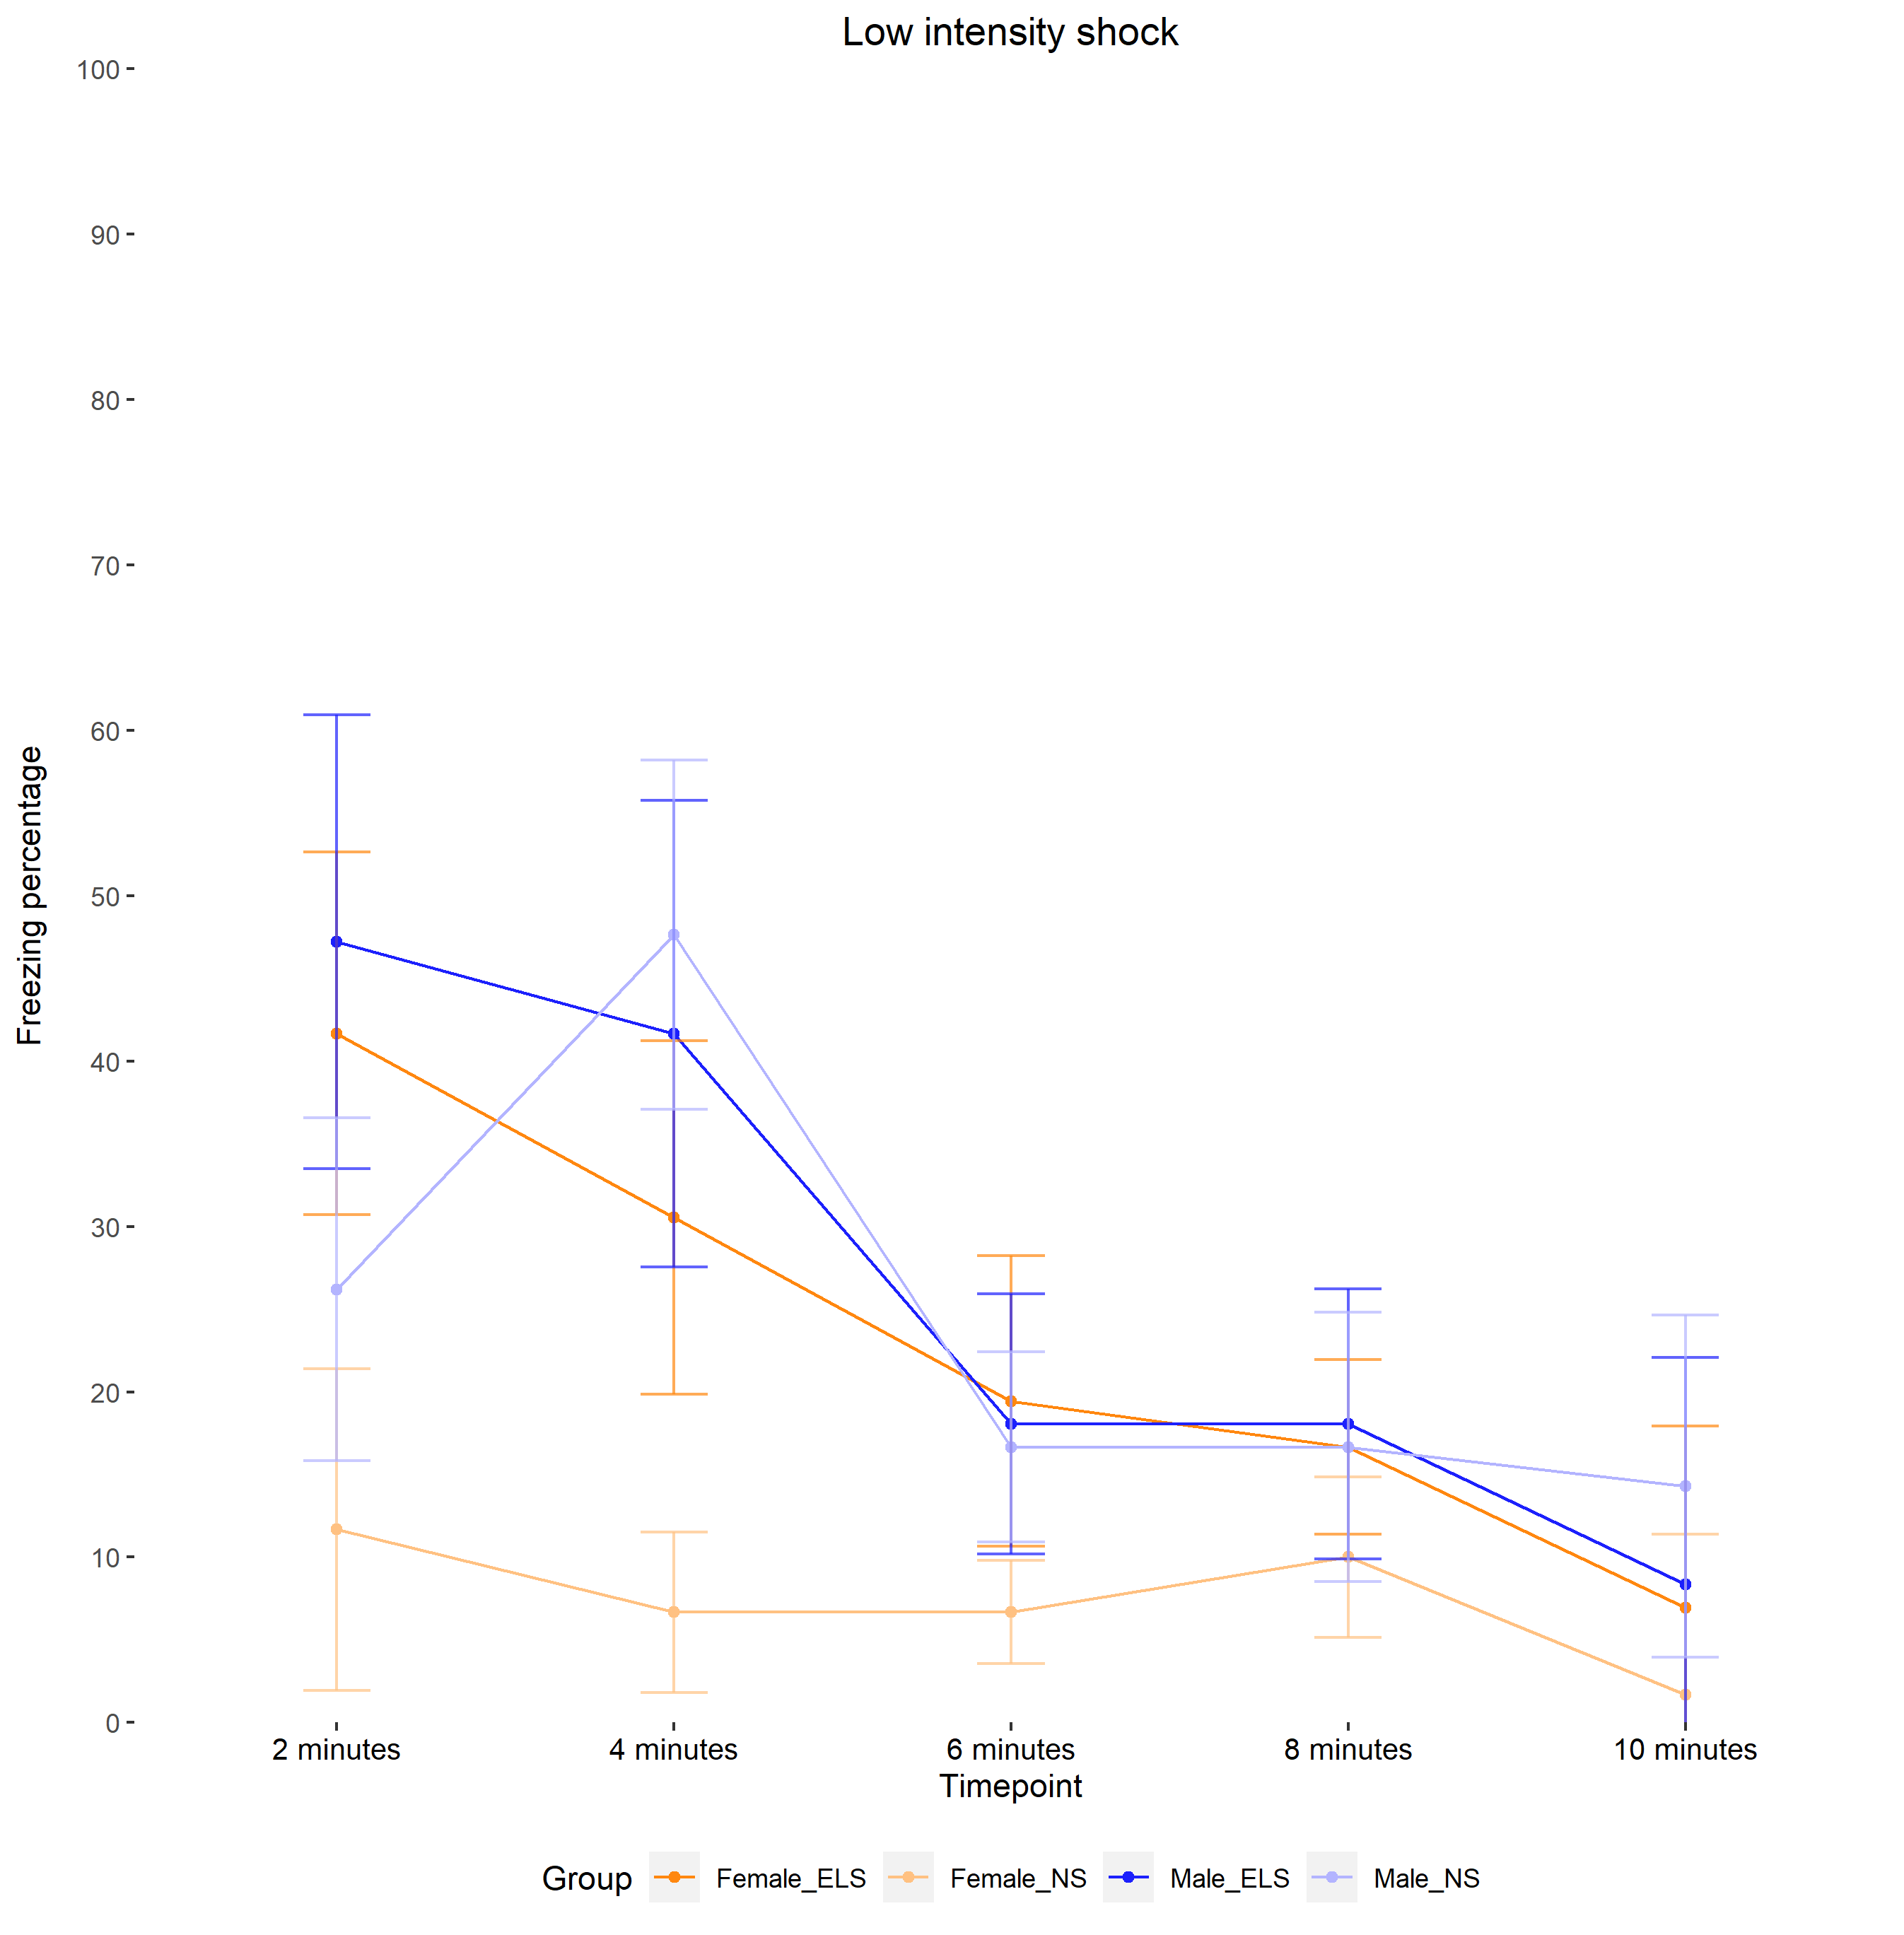 Low intensity shock
100
90
80
70
60
50
40
30
20
10
0
Freezing percentage
2 minutes 4 minutes 6 minutes 8 minutes 10 minutes
Timepoint
Group Female_ELS Female_NS Male_ELS Male_NS